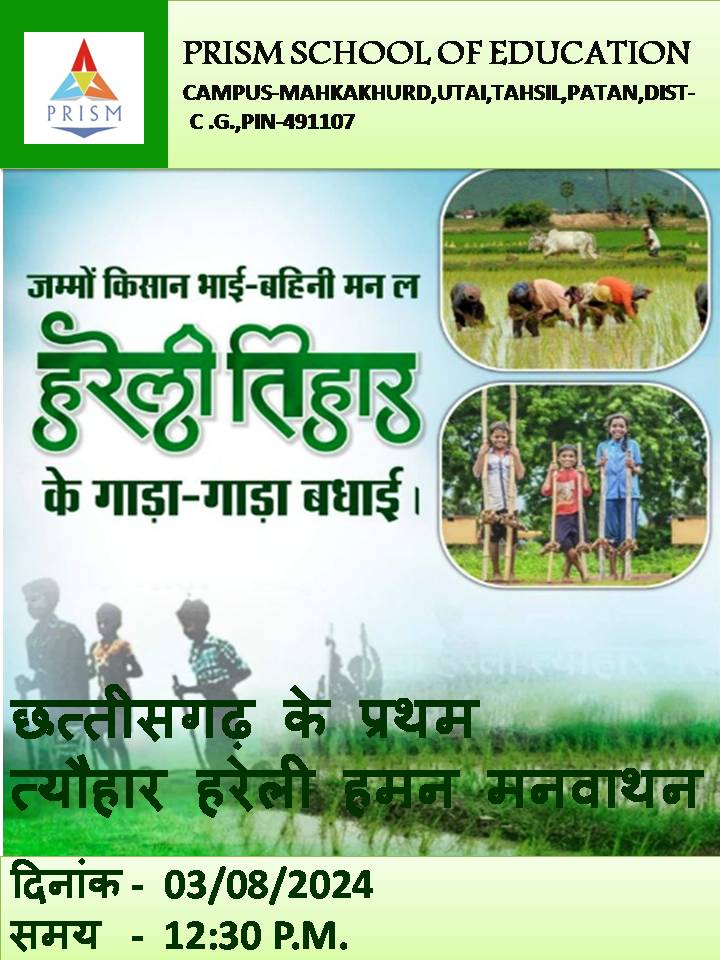 PRISM
PRISM SCHOOL OF EDUCATION
CAMPUS-MAHKAKHURD,UTAI,TAHSIL,PATAN,DIST-
C .G.,PIN-491107
जम्मों किसान भाई-बहिनी मन ल
हरेली तिहार
के गाड़ा-गाड़ा बधाई।
छत्तीसगढ़ के प्रथम
त्यौहार हरेली हमन मनवाथन
दिनांक - 03/08/2024
समय - 12:30 P.M.